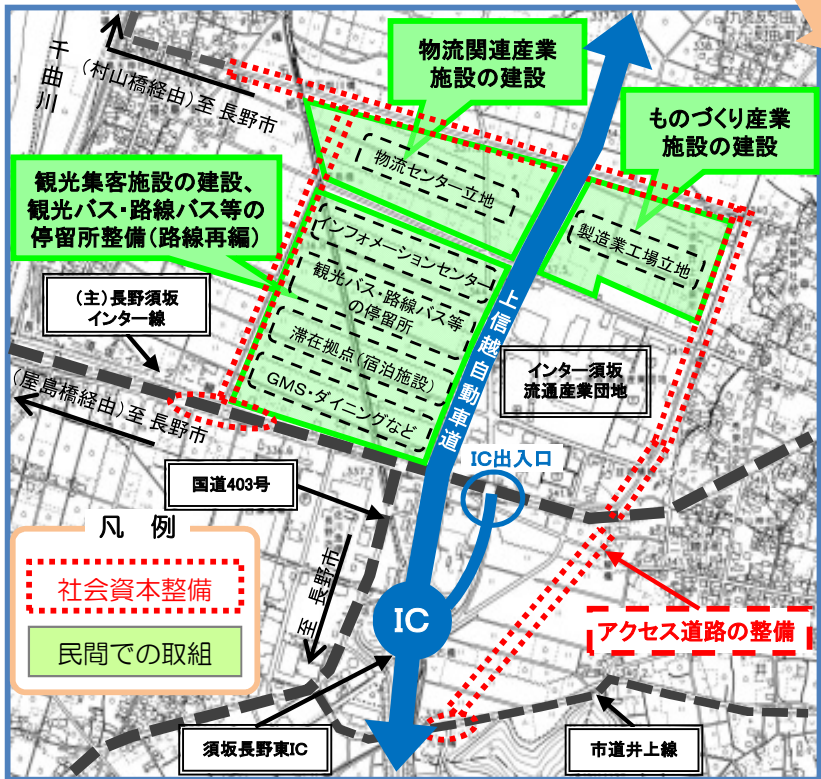 千曲川
(村山橋経由)至 長野市
物流関連産業
施設の建設
ものづくり産業
施設の建設
観光集客施設の建設、
観光バス・路線バス等の
停留所整備(路線再編)
物流センター立地
製造業工場立地
インフォメーションセンター
観光バス・路線バス等
の停留所
滞在拠点(宿泊施設)
GMS・ダイニングなど
上信越自動車道
(主)長野須坂
インター線
インター須坂
流通産業団地
(屋島橋経由)至 長野市
IC出入口
国道403号
凡 例
社会資本整備
民間での取組
至 長野市
IC
アクセス道路の整備
須坂長野東IC
市道井上線